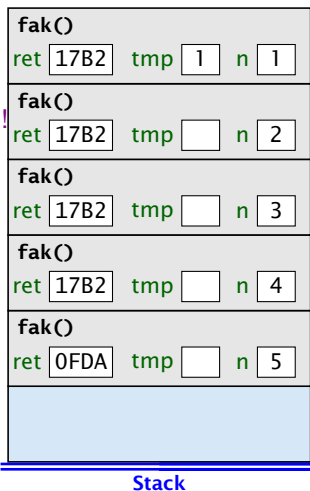 fak()
ret 17B2 tmp 1 n 1
fak()
!
ret 17B2 tmp n 2
fak()
ret 17B2 tmp n 3
fak()
ret 17B2 tmp n 4
fak()
ret 0FDA tmp n 5
Stack